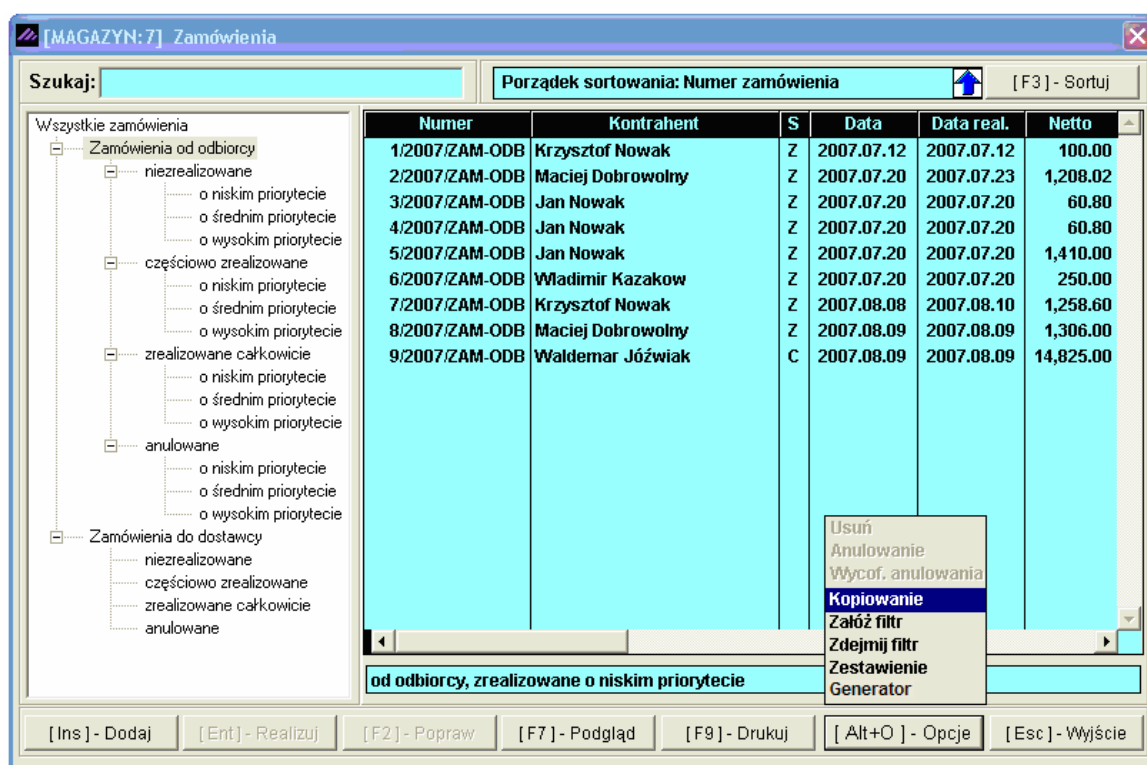 [MAGAZYN: 7] Zamówienia
Szukaj:
Porządek sortowania: Numer zamówienia
[ F3 ] - Sortuj
Wszystkie zamówienia
Zamówienia od odbiorcy
niezrealizowane
o niskim priorytecie
o średnim priorytecie
o wysokim priorytecie
częściowo zrealizowane
o niskim priorytecie
o średnim priorytecie
o wysokim priorytecie
zrealizowane całkowicie
o niskim priorytecie
o średnim priorytecie
o wysokim priorytecie
anulowane
o niskim priorytecie
o średnim priorytecie
o wysokim priorytecie
Zamówienia do dostawcy
niezrealizowane
częściowo zrealizowane
zrealizowane całkowicie
anulowane
Numer Kontrahent S Data Data real. Netto
1/2007/ZAM-ODB Krzysztof Nowak Z 2007.07.12 2007.07.12 100.00
2/2007/ZAM-ODB Maciej Dobrowolny Z 2007.07.20 2007.07.23 1,208.02
3/2007/ZAM-ODB Jan Nowak Z 2007.07.20 2007.07.20 60.80
4/2007/ZAM-ODB Jan Nowak Z 2007.07.20 2007.07.20 60.80
5/2007/ZAM-ODB Jan Nowak Z 2007.07.20 2007.07.20 1,410.00
6/2007/ZAM-ODB Wladimir Kazakow Z 2007.07.20 2007.07.20 250.00
7/2007/ZAM-ODB Krzysztof Nowak Z 2007.08.08 2007.08.10 1,258.60
8/2007/ZAM-ODB Maciej Dobrowolny Z 2007.08.09 2007.08.09 1,306.00
9/2007/ZAM-ODB Waldemar Jóźwiak C 2007.08.09 2007.08.09 14,825.00
Usuń
Anulowanie
Wycof. anulowania
Kopiowanie
Załóż filtr
Zdejmij filtr
Zestawienie
Generator
od odbiorcy, zrealizowane o niskim priorytecie
[ Ins ] - Dodaj
[ Ent ] - Realizuj
[ F2 ] - Popraw
[ F7 ] - Podgląd
[ F9 ] - Drukuj
[ Alt+O ] - Opcje
[ Esc ] - Wyjście